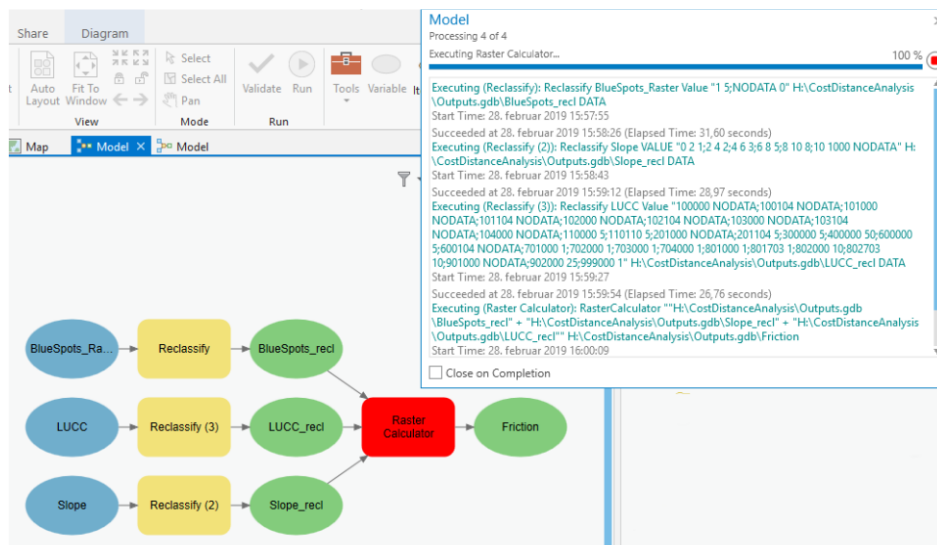 Share
Diagram
Select
Select All
Pan
Auto
Layout
Fit To
Window
Validate
Run
Tools
Variable
It
View
Mode
Run
Map
Model
Model
Model
Processing 4 of 4
Executing Raster Calculator...
100 %
Executing (Reclassify): Reclassify BlueSpots_Raster Value "1 5;NODATA 0" H:\CostDistanceAnalysis
\Outputs.gdb\BlueSpots_recl DATA
Start Time: 28. februar 2019 15:57:55
Succeeded at 28. februar 2019 15:58:26 (Elapsed Time: 31,60 seconds)
Executing (Reclassify (2)): Reclassify Slope VALUE "0 2 1;2 4 2;4 6 3;6 8 5;8 10 8;10 1000 NODATA" H:
\CostDistanceAnalysis\Outputs.gdb\Slope_recl DATA
Start Time: 28. februar 2019 15:58:43
Succeeded at 28. februar 2019 15:59:12 (Elapsed Time: 28,97 seconds)
Executing (Reclassify (3)): Reclassify LUCC Value "100000 NODATA;100104 NODATA;101000
NODATA;101104 NODATA;102000 NODATA;102104 NODATA;103000 NODATA;103104
NODATA;104000 NODATA;110000 5;110110 5;201000 NODATA;201104 5;300000 5;400000 50;600000
5;600104 NODATA;701000 1;702000 1;703000 1;704000 1;801000 1;801703 1;802000 10;802703
10;901000 NODATA;902000 25;999000 1" H:\CostDistanceAnalysis\Outputs.gdb\LUCC_recl DATA
Start Time: 28. februar 2019 15:59:27
Succeeded at 28. februar 2019 15:59:54 (Elapsed Time: 26,76 seconds)
Executing (Raster Calculator): RasterCalculator ""H:\CostDistanceAnalysis\Outputs.gdb
\BlueSpots_recl" + "H:\CostDistanceAnalysis\Outputs.gdb\Slope_recl" + "H:\CostDistanceAnalysis
\Outputs.gdb\LUCC_recl"" H:\CostDistanceAnalysis\Outputs.gdb\Friction
Start Time: 28. februar 2019 16:00:09
Close on Completion
BlueSpots_Ra...
Reclassify
BlueSpots_recl
LUCC
Reclassify (3)
LUCC_recl
Raster
Calculator
Friction
Slope
Reclassify (2)
Slope_recl